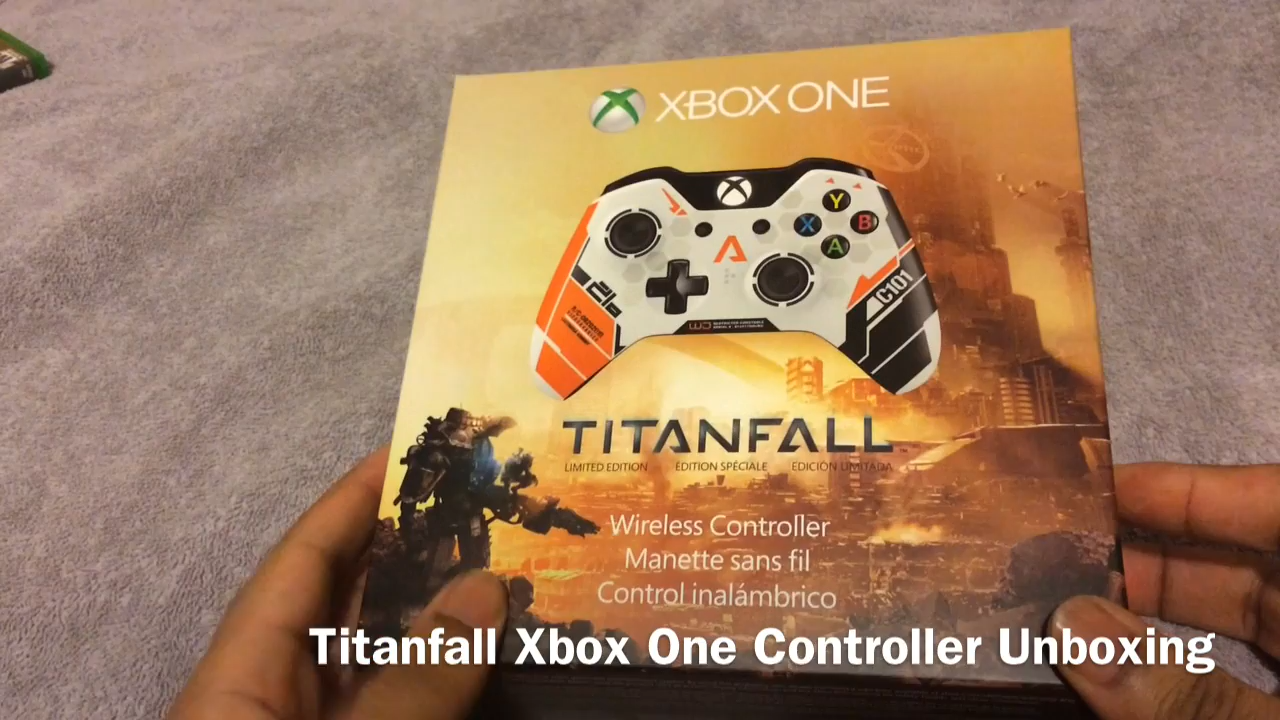 XBOX ONE
Y
X B
A
C101
TITANFALL
LIMITED EDITION ÉDITION SPÉCIALE EDICIÓN LIMITADA
Wireless Controller
Manette sans fil
Control inalámbrico
Titanfall Xbox One Controller Unboxing